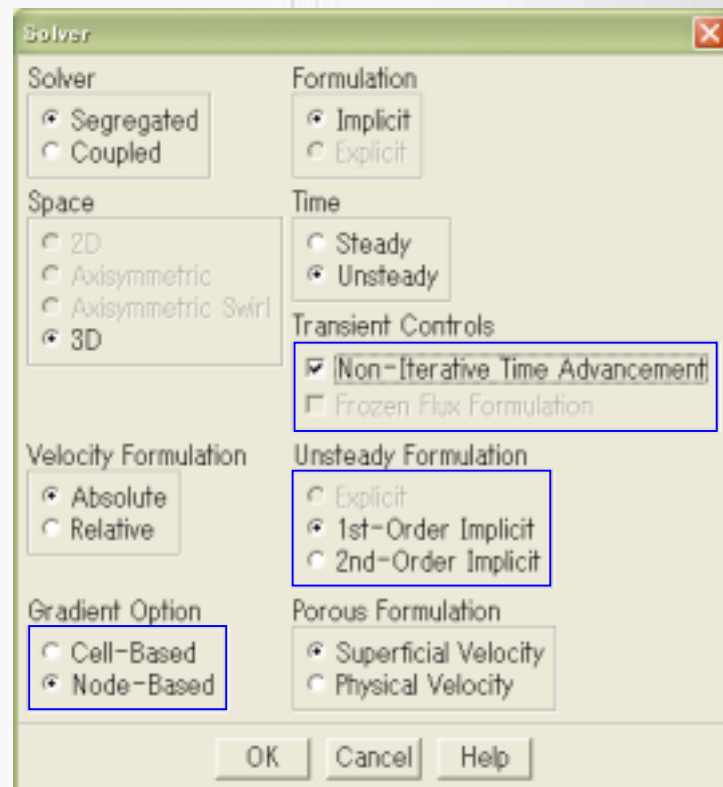 Solver
Solver
Segregated
Coupled
Formulation
Implicit
Explicit
Space
2D
Axisymmetric
Axisymmetric Swirl
3D
Time
Steady
Unsteady
Transient Controls
Non-Iterative Time Advancement
Frozen Flux Formulation
Velocity Formulation
Absolute
Relative
Unsteady Formulation
Explicit
1st-Order Implicit
2nd-Order Implicit
Gradient Option
Cell-Based
Node-Based
Porous Formulation
Superficial Velocity
Physical Velocity
OK
Cancel
Help